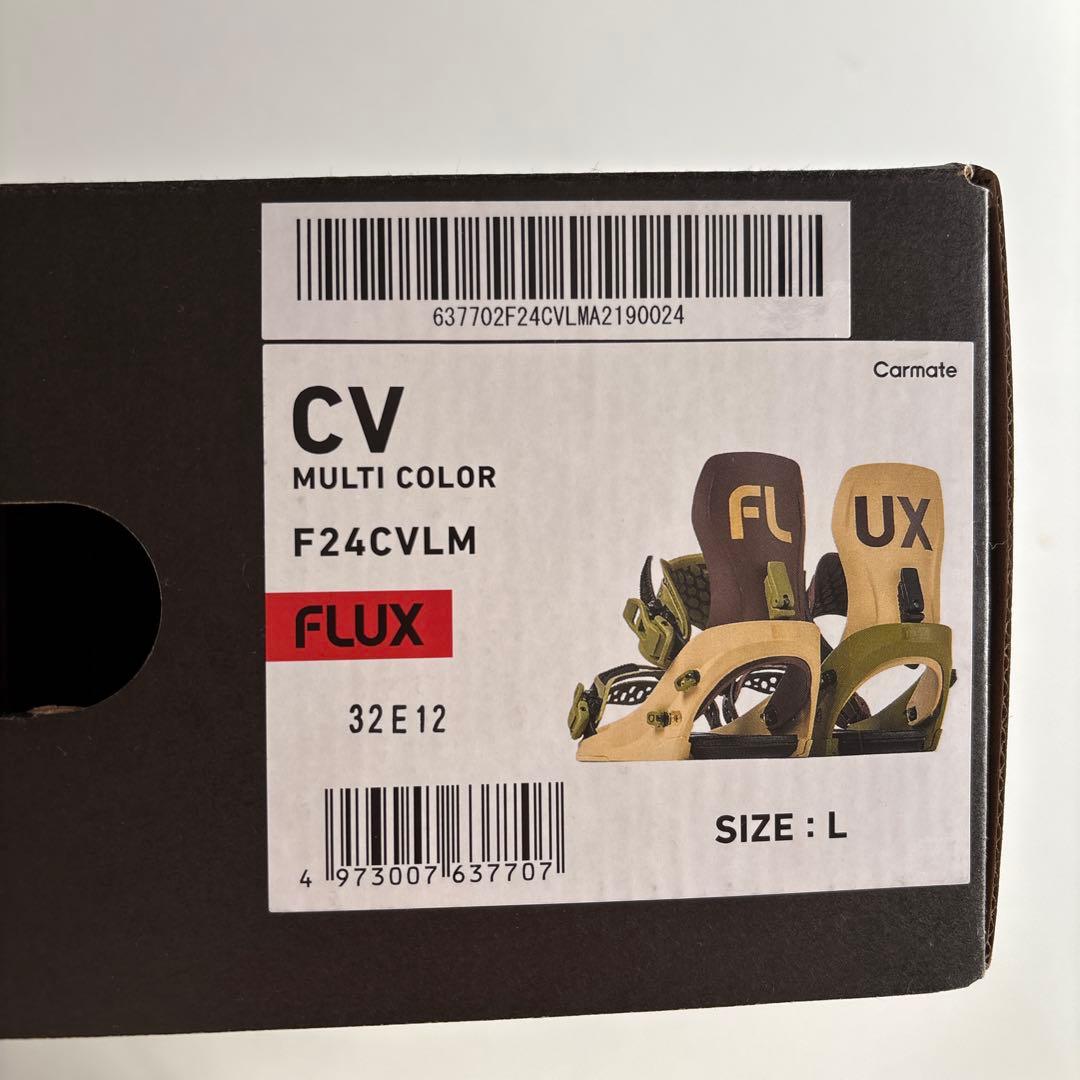 637702F24CVLMA2190024
Carmate
CV
MULTI COLOR
F24CVLM
FLUX
FL UX
32E12
SIZE : L
4 973007 637707